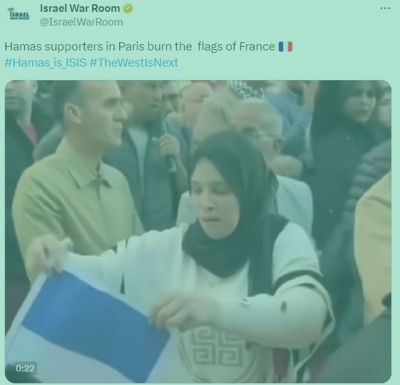 Israel War Room
@IsraelWarRoom
Hamas supporters in Paris burn the flags of France 🇫🇷
#Hamas_is_ISIS #TheWestIsNext
0:22